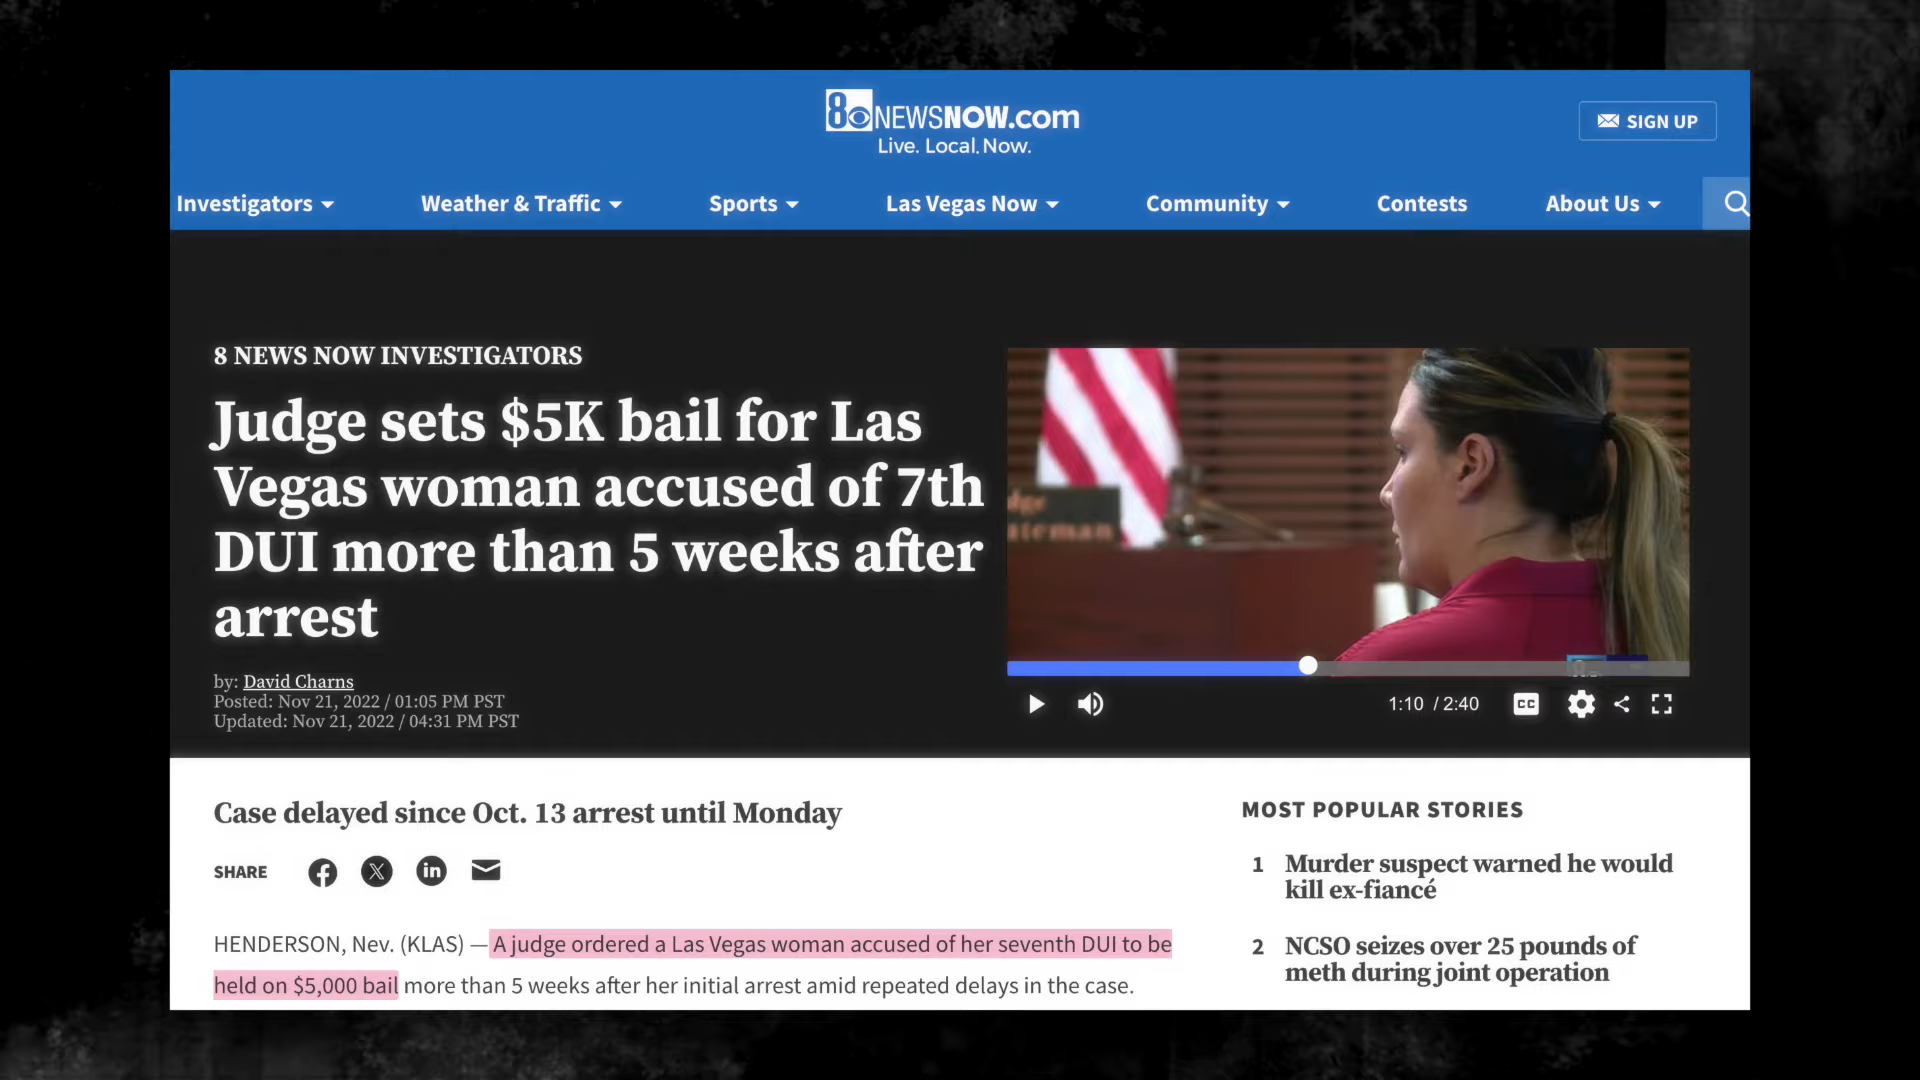 8 NEWSNOW.com
Live. Local. Now.
SIGN UP
Investigators
Weather & Traffic
Sports
Las Vegas Now
Community
Contests
About Us
8 NEWS NOW INVESTIGATORS
Judge sets $5K bail for Las
Vegas woman accused of 7th
DUI more than 5 weeks after
arrest
by: David Charns
Posted: Nov 21, 2022 / 01:05 PM PST
Updated: Nov 21, 2022 / 04:31 PM PST
1:10 / 2:40
CC
Case delayed since Oct. 13 arrest until Monday
SHARE
HENDERSON, Nev. (KLAS) — A judge ordered a Las Vegas woman accused of her seventh DUI to be
held on $5,000 bail more than 5 weeks after her initial arrest amid repeated delays in the case.
MOST POPULAR STORIES
1 Murder suspect warned he would
kill ex-fiancé
2 NCSO seizes over 25 pounds of
meth during joint operation